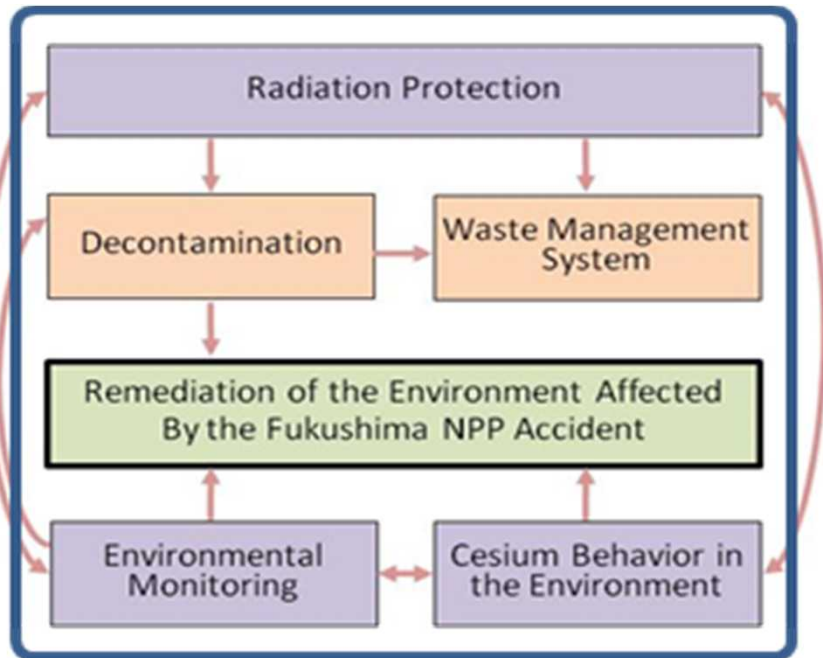 Radiation Protection
Decontamination
Waste Management
System
Remediation of the Environment Affected
By the Fukushima NPP Accident
Environmental
Monitoring
Cesium Behavior in
the Environment